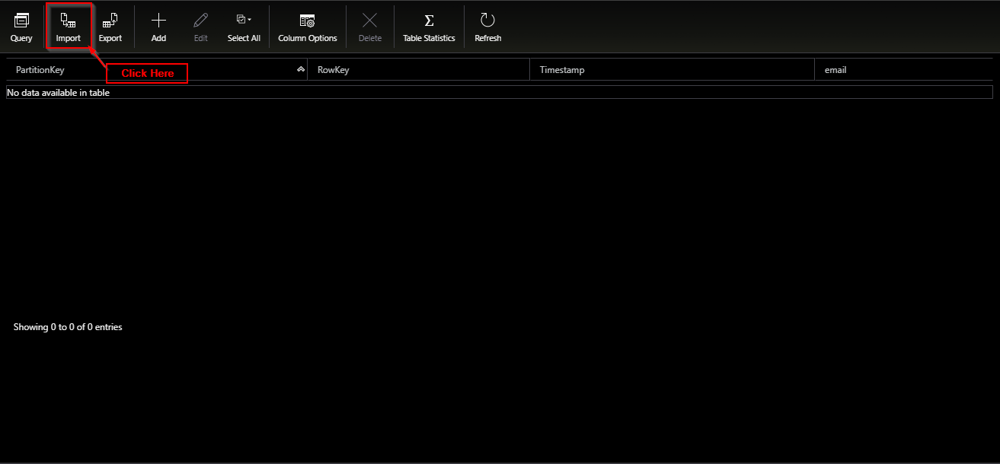 Query Import Export Add Edit Select All Column Options Delete Table Statistics Refresh
PartitionKey RowKey Timestamp email
Click Here
No data available in table
Showing 0 to 0 of 0 entries